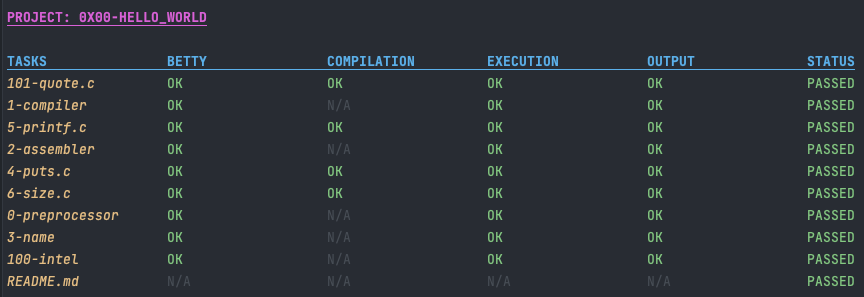 PROJECT: 0X00-HELLO_WORLD
TASKS BETTY COMPILATION EXECUTION OUTPUT STATUS
101-quote.c OK OK OK OK PASSED
1-compiler OK N/A OK OK PASSED
5-printf.c OK OK OK OK PASSED
2-assembler OK N/A OK OK PASSED
4-puts.c OK OK OK OK PASSED
6-size.c OK OK OK OK PASSED
0-preprocessor OK N/A OK OK PASSED
3-name OK N/A OK OK PASSED
100-intel OK N/A OK OK PASSED
README.md N/A N/A N/A N/A PASSED